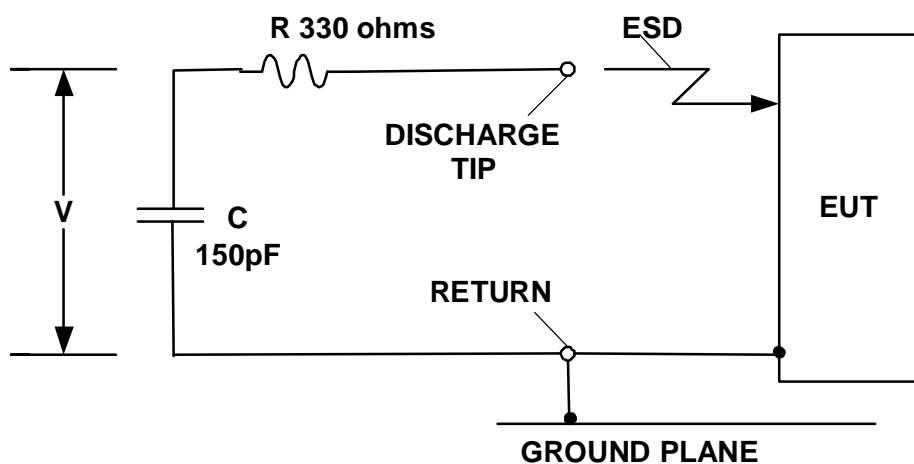 R 330 ohms
ESD
DISCHARGE
TIP
V
C
150pF
EUT
RETURN
GROUND PLANE